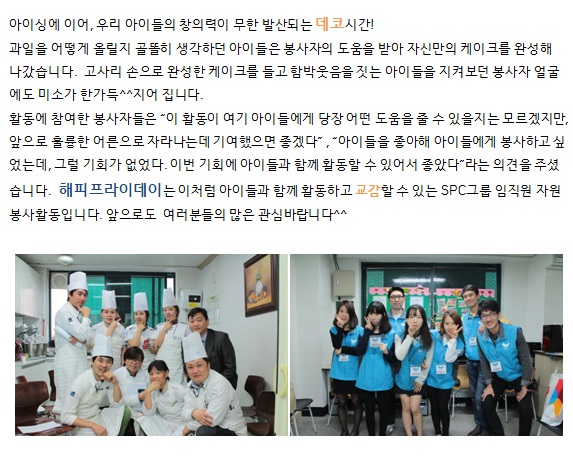 아이싱에 이어, 우리 아이들의 창의력이 무한 발산되는 데코시간!
과일을 어떻게 올릴지 골똘히 생각하던 아이들은 봉사자의 도움을 받아 자신만의 케이크를 완성해
나갔습니다. 고사리 손으로 완성한 케이크를 들고 함박웃음을 짓는 아이들을 지켜보던 봉사자 얼굴
에도 미소가 한가득^^지어 집니다.
활동에 참여한 봉사자들은 “이 활동이 여기 아이들에게 당장 어떤 도움을 줄 수 있을지는 모르겠지만,
앞으로 훌륭한 어른으로 자라나는데 기여했으면 좋겠다” , “아이들을 좋아해 아이들에게 봉사하고 싶
었는데, 그럴 기회가 없었다. 이번 기회에 아이들과 함께 활동할 수 있어서 좋았다”라는 의견을 주셨
습니다. 해피프라이데이는 이처럼 아이들과 함께 활동하고 교감할 수 있는 SPC그룹 임직원 자원
봉사활동입니다. 앞으로도 여러분들의 많은 관심바랍니다^^